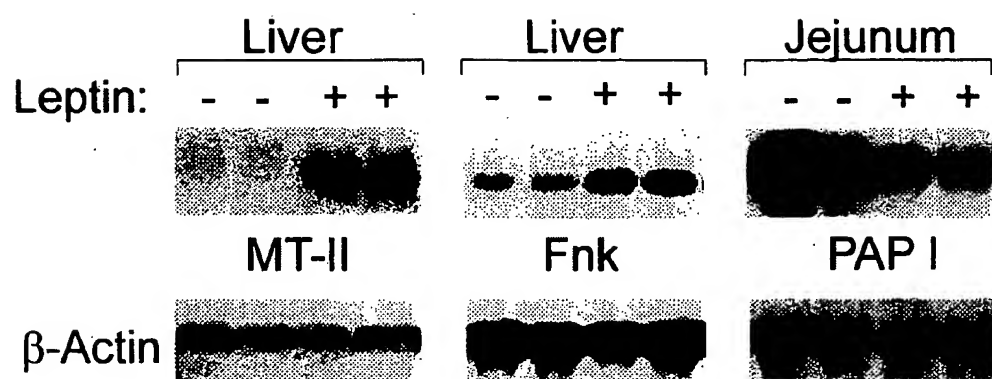 Liver Liver Jejunum
Leptin: - - + + - - + + - - + +
MT-II Fnk PAP I
β-Actin